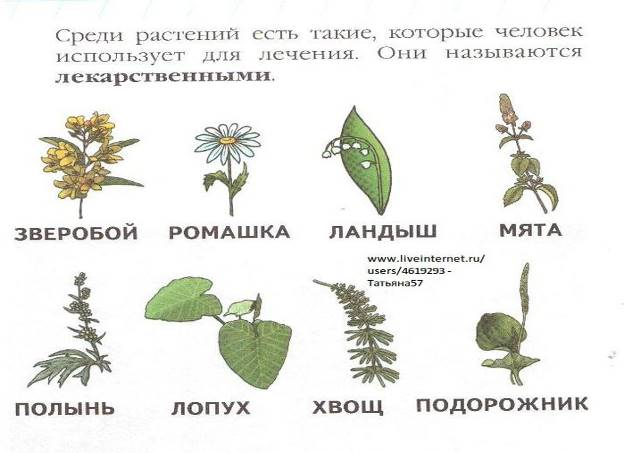 Среди растений есть такие, которые человек
использует для лечения. Они называются
лекарственными.
ЗВЕРОБОЙ РОМАШКА ЛАНДЫШ МЯТА
www.liveinternet.ru/
users/4619293 -
Татьяна57
ПОЛЫНЬ ЛОПУХ ХВОЩ ПОДОРОЖНИК